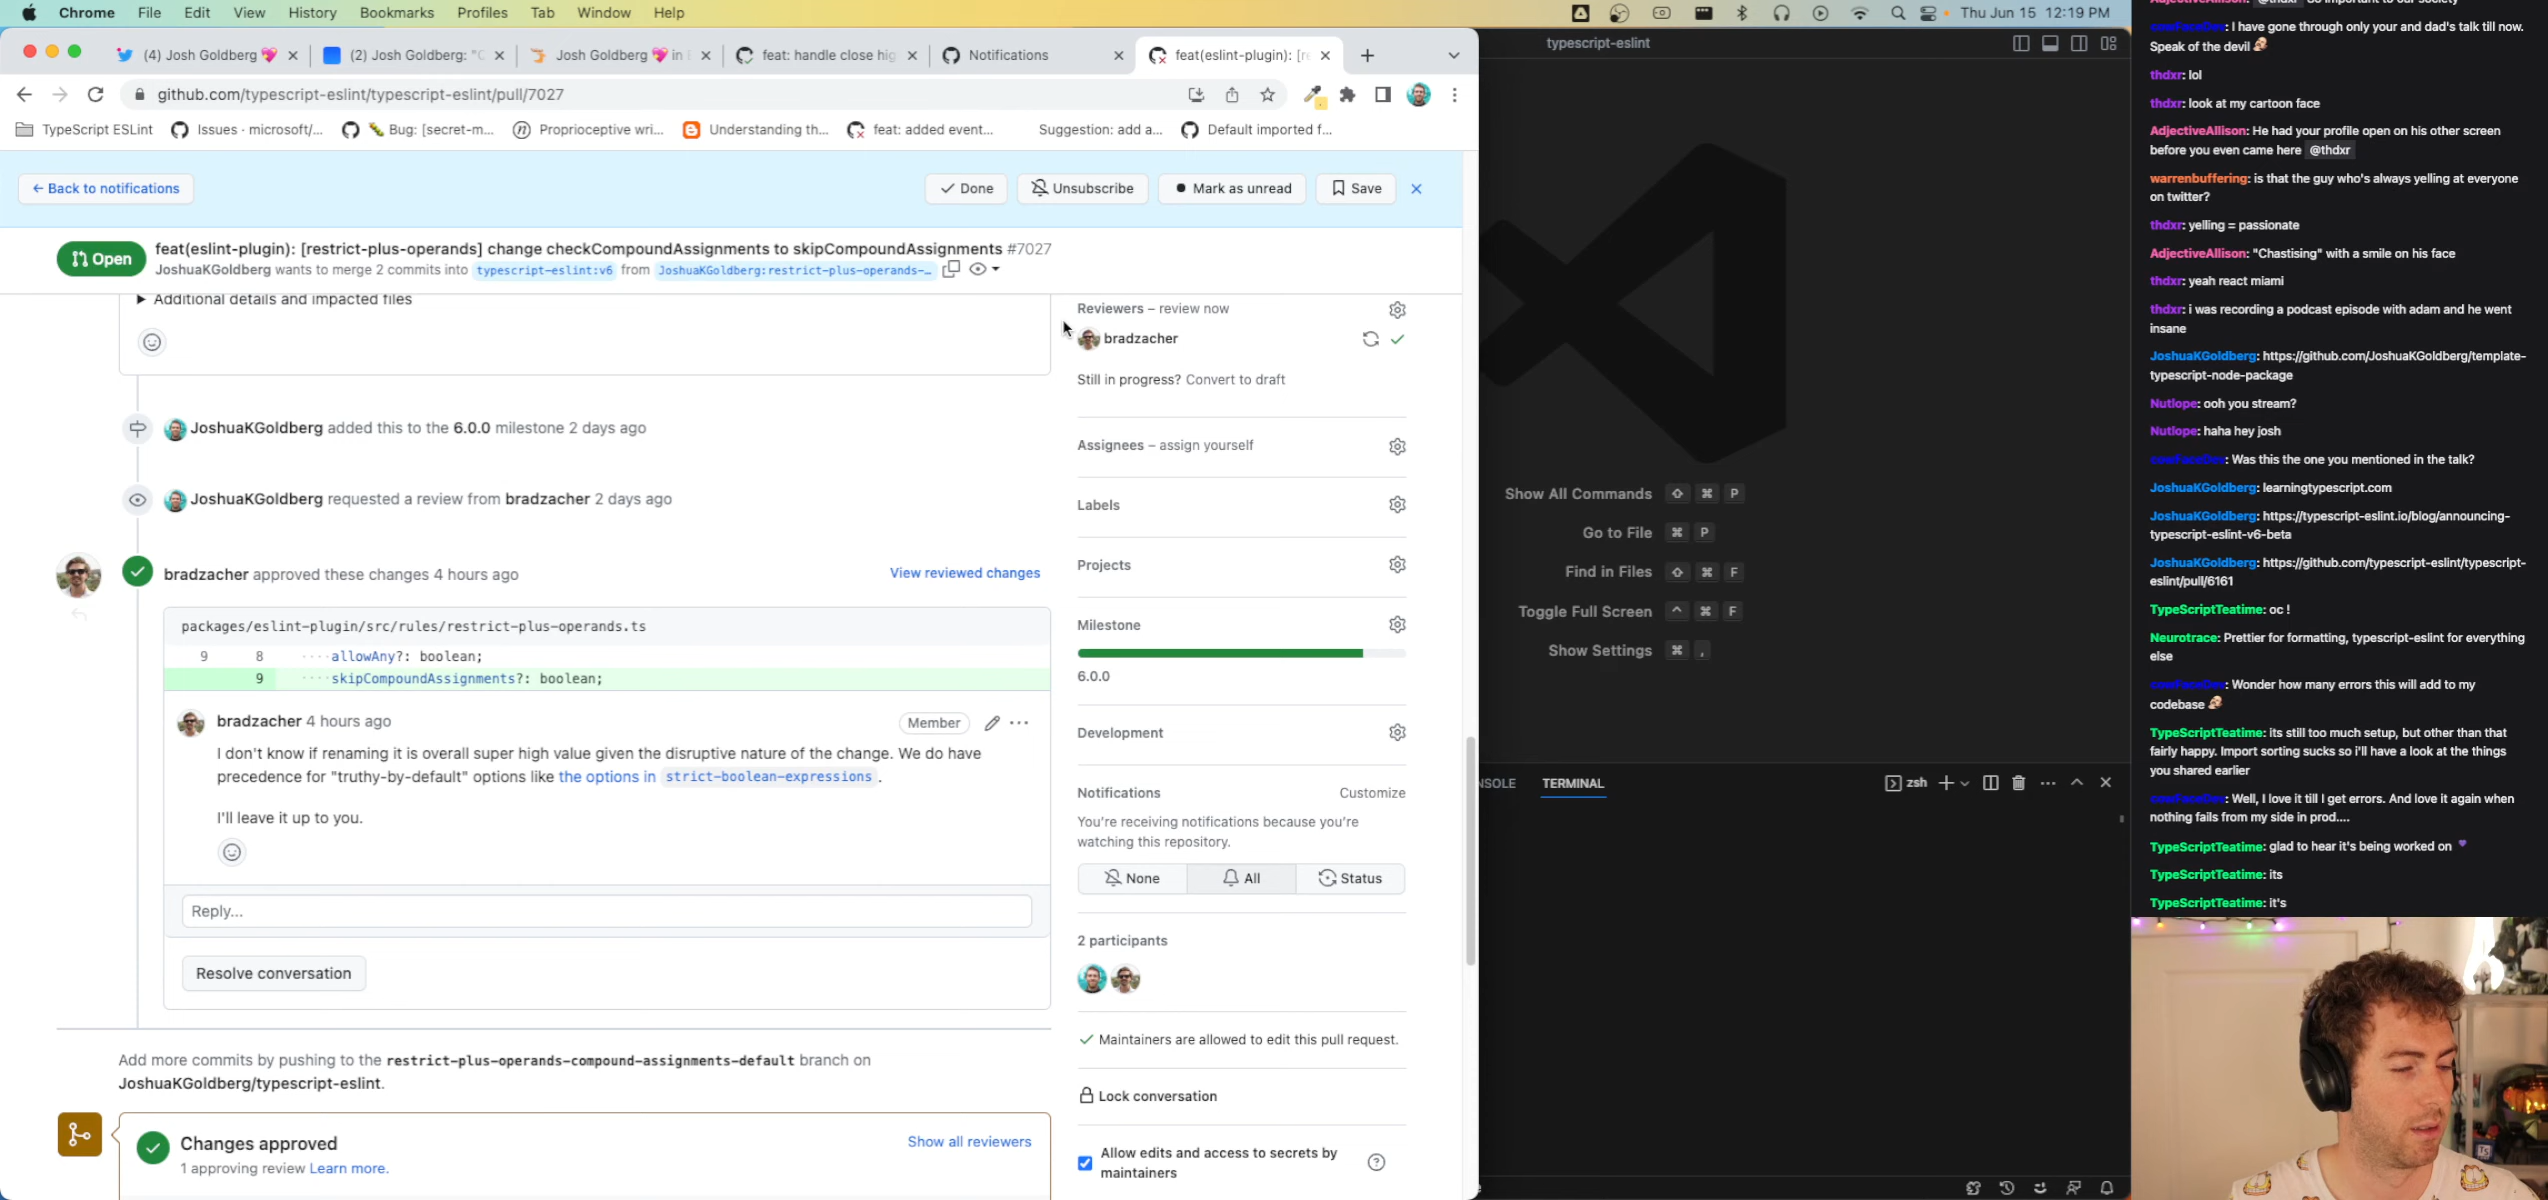 Chrome File Edit View History Bookmarks Profiles Tab Window Help
Thu Jun 15 12:19 PM
(4) Josh Goldberg
(2) Josh Goldberg: "C
Josh Goldberg 💖 in
feat: handle close hig
Notifications
feat(eslint-plugin): [re
github.com/typescript-eslint/typescript-eslint/pull/7027
TypeScript ESLint
Issues · microsoft/...
Bug: [secret-m...
Proprioceptive wri...
Understanding th...
feat: added event...
Suggestion: add a...
Default imported f...
← Back to notifications
Done
Unsubscribe
Mark as unread
Save
Open
feat(eslint-plugin): [restrict-plus-operands] change checkCompoundAssignments to skipCompoundAssignments #7027
JoshuaKGoldberg wants to merge 2 commits into typescript-eslint:v6 from JoshuaKGoldberg:restrict-plus-operands-…
Additional details and impacted files
JoshuaKGoldberg added this to the 6.0.0 milestone 2 days ago
JoshuaKGoldberg requested a review from bradzacher 2 days ago
bradzacher approved these changes 4 hours ago
View reviewed changes
packages/eslint-plugin/src/rules/restrict-plus-operands.ts
9 8 ····allowAny?: boolean;
9 ····skipCompoundAssignments?: boolean;
bradzacher 4 hours ago
Member
I don't know if renaming it is overall super high value given the disruptive nature of the change. We do have
precedence for "truthy-by-default" options like the options in strict-boolean-expressions.
I'll leave it up to you.
Reply...
Resolve conversation
Add more commits by pushing to the restrict-plus-operands-compound-assignments-default branch on
JoshuaKGoldberg/typescript-eslint.
Changes approved
Show all reviewers
1 approving review Learn more.
Reviewers – review now
bradzacher
Still in progress? Convert to draft
Assignees – assign yourself
Labels
Projects
Milestone
6.0.0
Development
Notifications
Customize
You're receiving notifications because you're
watching this repository.
None
All
Status
2 participants
Maintainers are allowed to edit this pull request.
Lock conversation
Allow edits and access to secrets by
maintainers
typescript-eslint
Show All Commands ⇧ ⌘ P
Go to File ⌘ P
Find in Files ⇧ ⌘ F
Toggle Full Screen ^ ⌘ F
Show Settings ⌘ ,
NSOLE
TERMINAL
zsh
AdjectiveAllison: @thdxr So important to our society
cowFaceDev: I have gone through only your and dad's talk till now.
Speak of the devil
thdxr: lol
thdxr: look at my cartoon face
AdjectiveAllison: He had your profile open on his other screen
before you even came here @thdxr
warrenbuffering: is that the guy who's always yelling at everyone
on twitter?
thdxr: yelling = passionate
AdjectiveAllison: "Chastising" with a smile on his face
thdxr: yeah react miami
thdxr: i was recording a podcast episode with adam and he went
insane
JoshuaKGoldberg: https://github.com/JoshuaKGoldberg/template-
typescript-node-package
Nutlope: ooh you stream?
Nutlope: haha hey josh
cowFaceDev: Was this the one you mentioned in the talk?
JoshuaKGoldberg: learningtypescript.com
JoshuaKGoldberg: https://typescript-eslint.io/blog/announcing-
typescript-eslint-v6-beta
JoshuaKGoldberg: https://github.com/typescript-eslint/typescript-
eslint/pull/6161
TypeScriptTeatime: oc !
Neurotrace: Prettier for formatting, typescript-eslint for everything
else
cowFaceDev: Wonder how many errors this will add to my
codebase
TypeScriptTeatime: its still too much setup, but other than that
fairly happy. Import sorting sucks so i'll have a look at the things
you shared earlier
cowFaceDev: Well, I love it till I get errors. And love it again when
nothing fails from my side in prod....
TypeScriptTeatime: glad to hear it's being worked on
TypeScriptTeatime: its
TypeScriptTeatime: it's